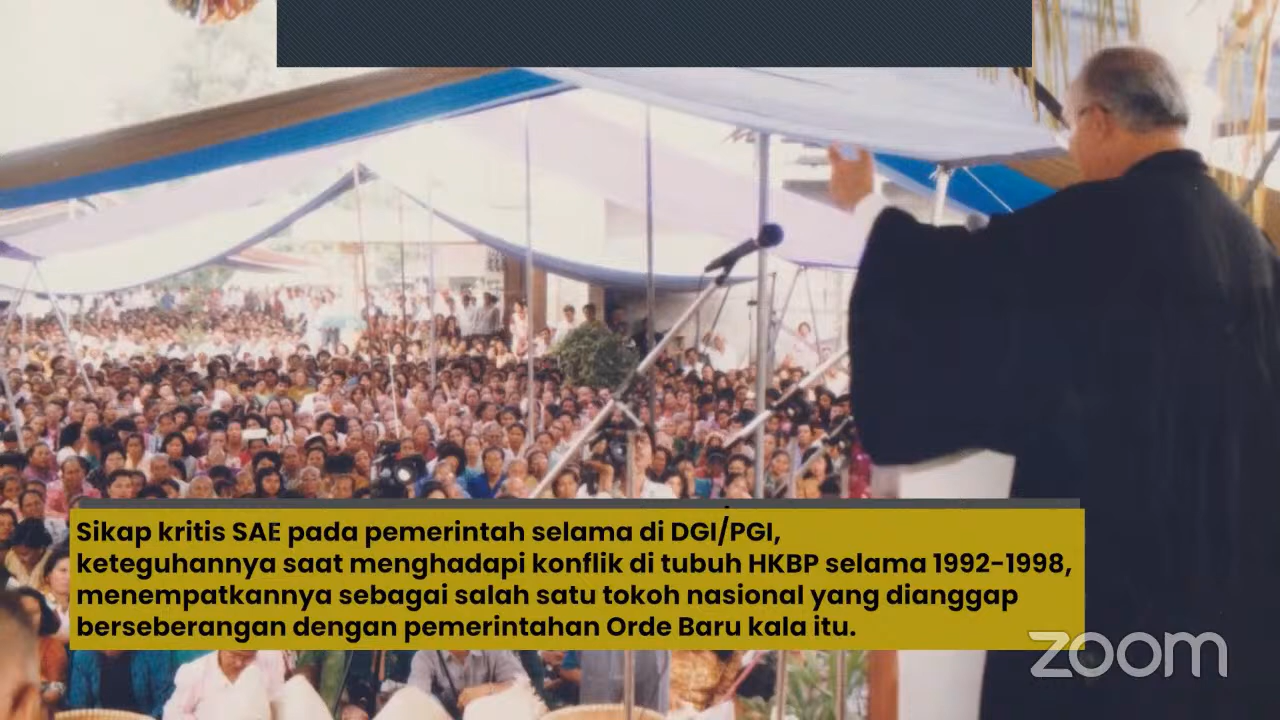 Sikap kritis SAE pada pemerintah selama di DGI/PGI,
keteguhannya saat menghadapi konflik di tubuh HKBP selama 1992-1998,
menempatkannya sebagai salah satu tokoh nasional yang dianggap
berseberangan dengan pemerintahan Orde Baru kala itu.
zoom